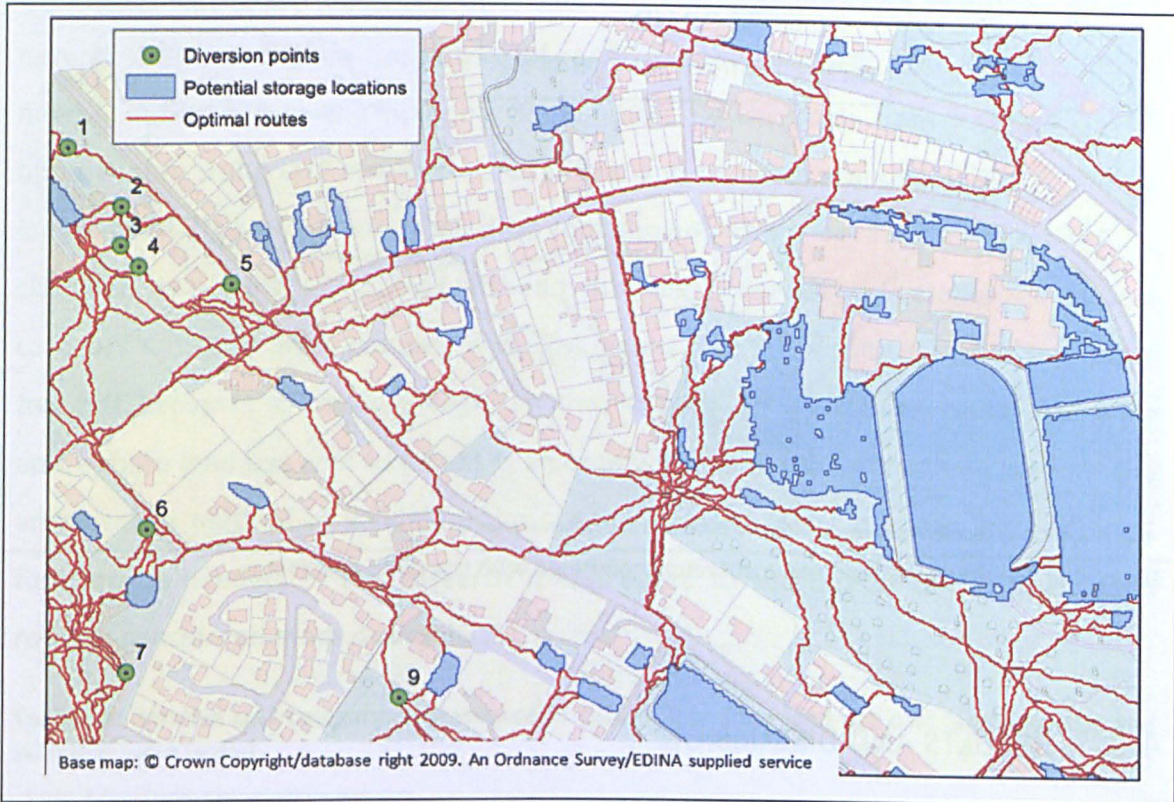 Diversion points
Potential storage locations
Optimal routes
1
2
3
4
5
6
7
9
Base map: © Crown Copyright/database right 2009. An Ordnance Survey/EDINA supplied service